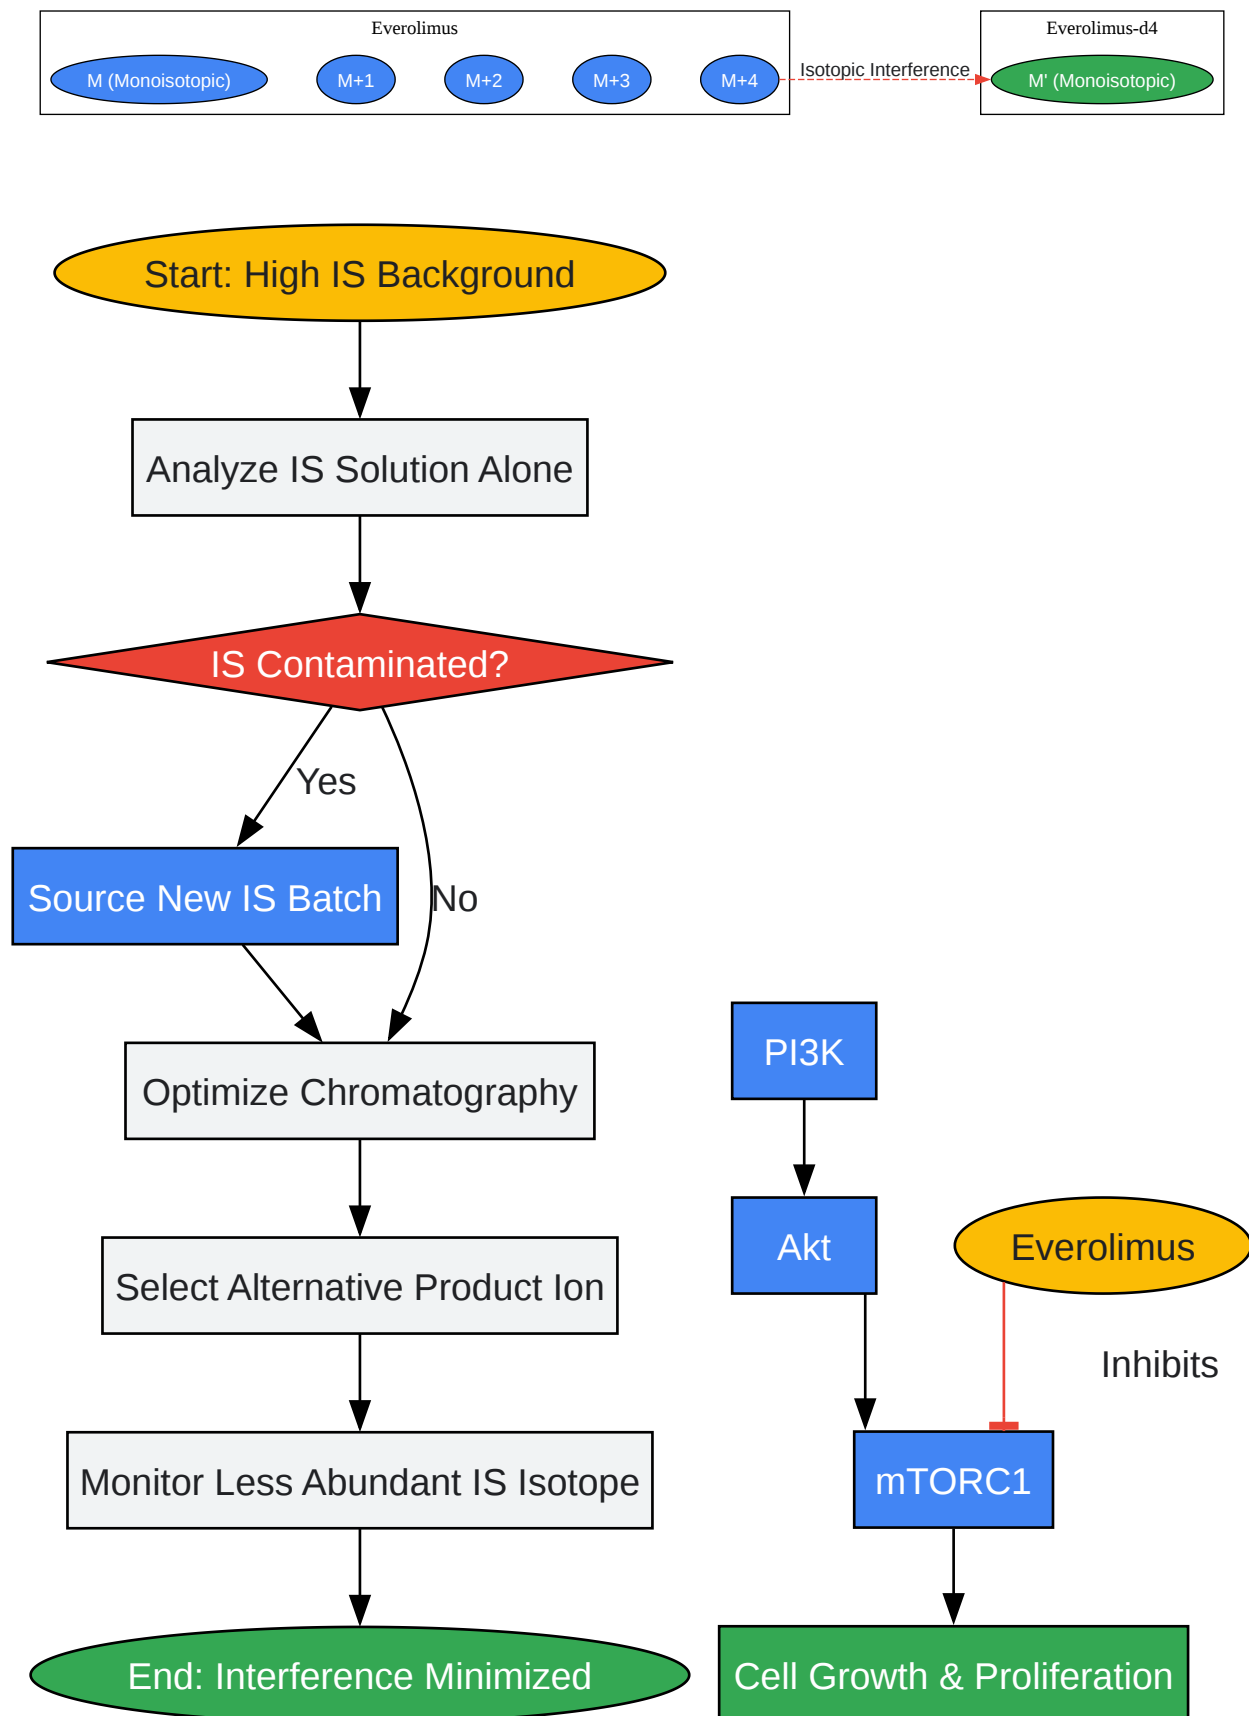 Everolimus
M (Monoisotopic)
M+1
M+2
M+3
M+4
Isotopic Interference
Everolimus-d4
M' (Monoisotopic)
Start: High IS Background
Analyze IS Solution Alone
IS Contaminated?
Yes
Source New IS Batch
No
Optimize Chromatography
Select Alternative Product Ion
Monitor Less Abundant IS Isotope
End: Interference Minimized
PI3K
Akt
Everolimus
Inhibits
mTORC1
Cell Growth & Proliferation